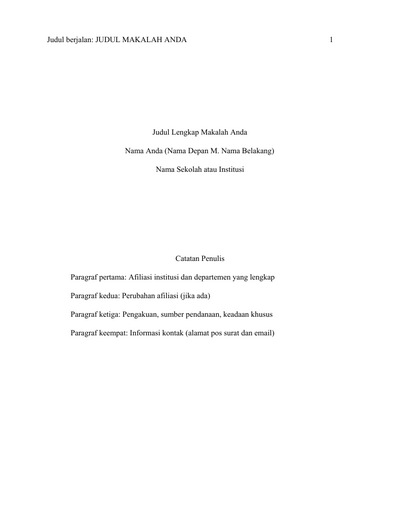 Judul berjalan: JUDUL MAKALAH ANDA 1
Judul Lengkap Makalah Anda
Nama Anda (Nama Depan M. Nama Belakang)
Nama Sekolah atau Institusi
Catatan Penulis
Paragraf pertama: Afiliasi institusi dan departemen yang lengkap
Paragraf kedua: Perubahan afiliasi (jika ada)
Paragraf ketiga: Pengakuan, sumber pendanaan, keadaan khusus
Paragraf keempat: Informasi kontak (alamat pos surat dan email)